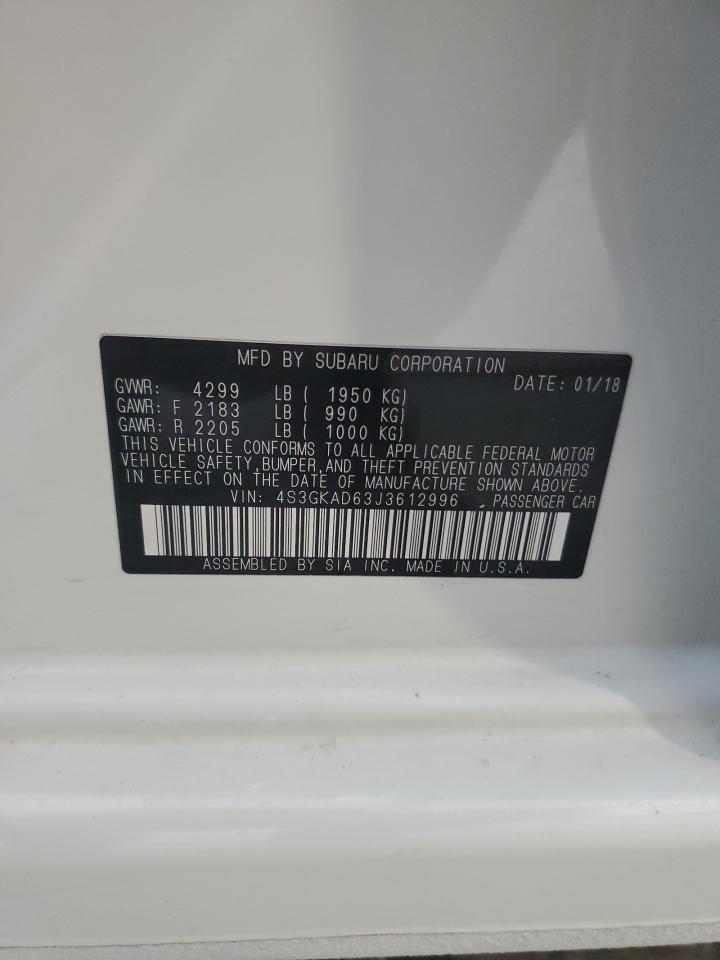 MFD BY SUBARU CORPORATION
DATE: 01/18
GVWR: 4299 LB ( 1950 KG)
GAWR: F 2183 LB ( 990 KG)
GAWR: R 2205 LB ( 1000 KG)
THIS VEHICLE CONFORMS TO ALL APPLICABLE FEDERAL MOTOR
VEHICLE SAFETY, BUMPER, AND THEFT PREVENTION STANDARDS
IN EFFECT ON THE DATE OF MANUFACTURE SHOWN ABOVE.
VIN: 4S3GKAD63J3612996 PASSENGER CAR
ASSEMBLED BY SIA INC. MADE IN U.S.A.